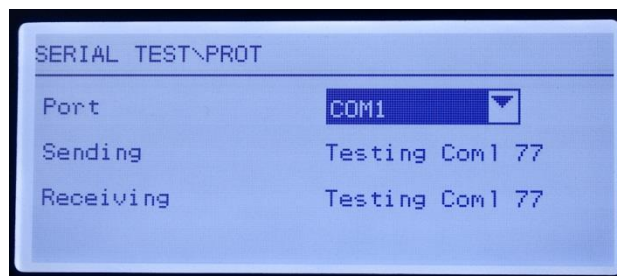 SERIAL TEST\PROT
Port COM1
Sending Testing Com1 77
Receiving Testing Com1 77